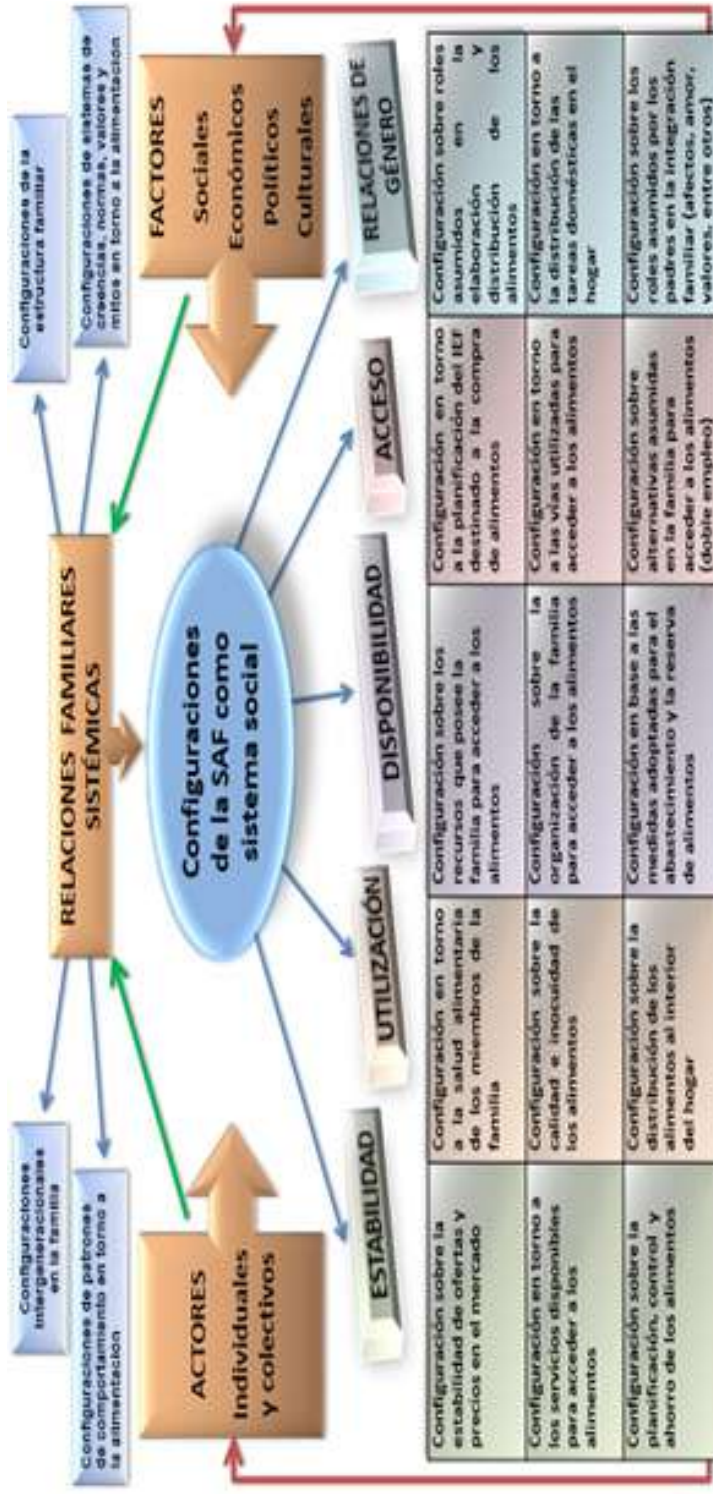 Configuraciones
intergeneracionales
en la familia
Configuraciones de patrones
de comportamiento en torno a
la alimentación
RELACIONES FAMILIARES
SISTÉMICAS
Configuraciones de la
estructura familiar
Configuraciones de sistemas de
creencias, normas, valores y
mitos en torno a la alimentación
ACTORES
Individuales
y colectivos
Configuraciones
de la SAF como
sistema social
FACTORES
Sociales
Económicos
Políticos
Culturales
ESTABILIDAD
UTILIZACIÓN
DISPONIBILIDAD
ACCESO
RELACIONES DE
GÉNERO
Configuración sobre la
estabilidad de ofertas y
precios en el mercado
Configuración en torno
a la salud alimentaria
de los miembros de la
familia
Configuración sobre los
recursos que posee la
familia para acceder a los
alimentos
Configuración en torno
a la planificación del IEF
destinado a la compra
de alimentos
Configuración sobre roles
asumidos en la
elaboración y
distribución de los
alimentos
Configuración en torno a
los servicios disponibles
para acceder a los
alimentos
Configuración sobre la
calidad e inocuidad de
los alimentos
Configuración sobre la
organización de la familia
para acceder a los alimentos
Configuración en torno
a las vías utilizadas para
acceder a los alimentos
Configuración en torno a
la distribución de las
tareas domésticas en el
hogar
Configuración sobre la
planificación, control y
ahorro de los alimentos
Configuración sobre la
distribución de los
alimentos al interior
del hogar
Configuración en base a las
medidas adoptadas para el
abastecimiento y la reserva
de alimentos
Configuración sobre
alternativas asumidas
en la familia para
acceder a los alimentos
(doble empleo)
Configuración sobre los
roles asumidos por los
padres en la integración
familiar (afectos, amor,
valores, entre otros)